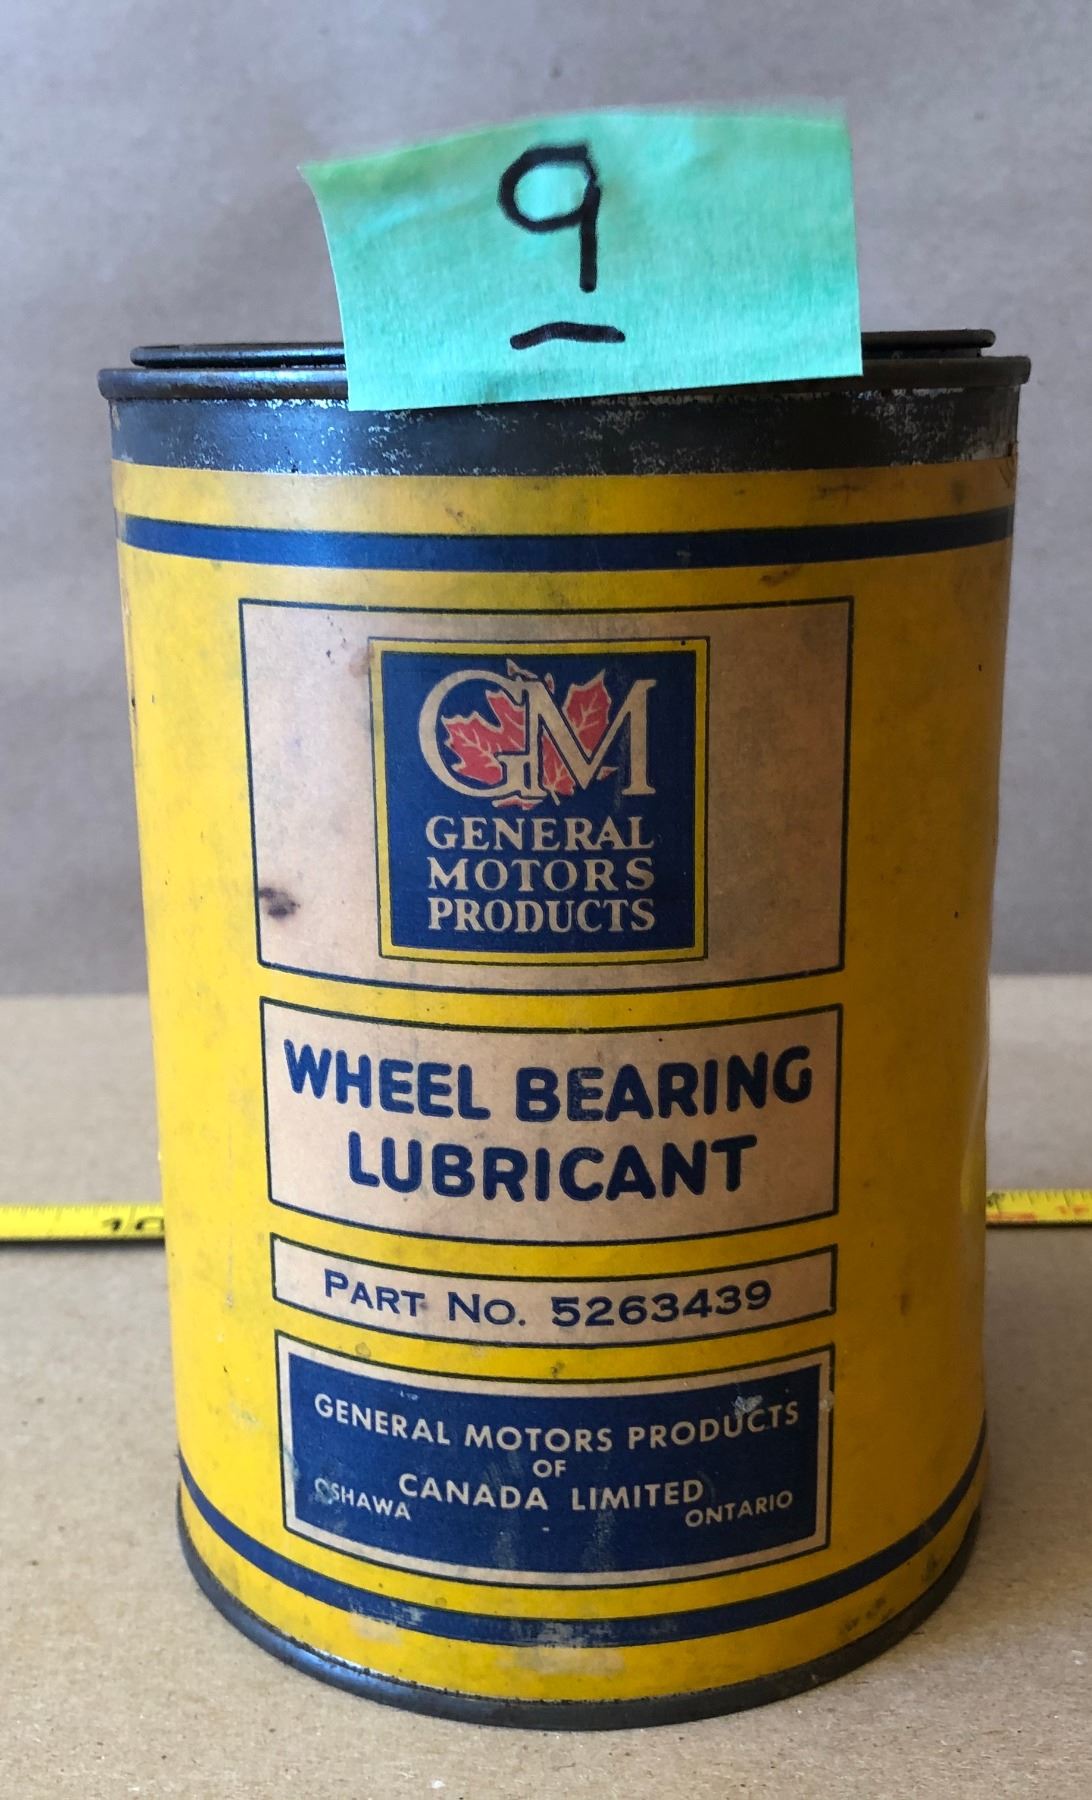 9
GM
GENERAL
MOTORS
PRODUCTS
WHEEL BEARING
LUBRICANT
PART NO. 5263439
GENERAL MOTORS PRODUCTS
OF
CANADA LIMITED
OSHAWA ONTARIO
10